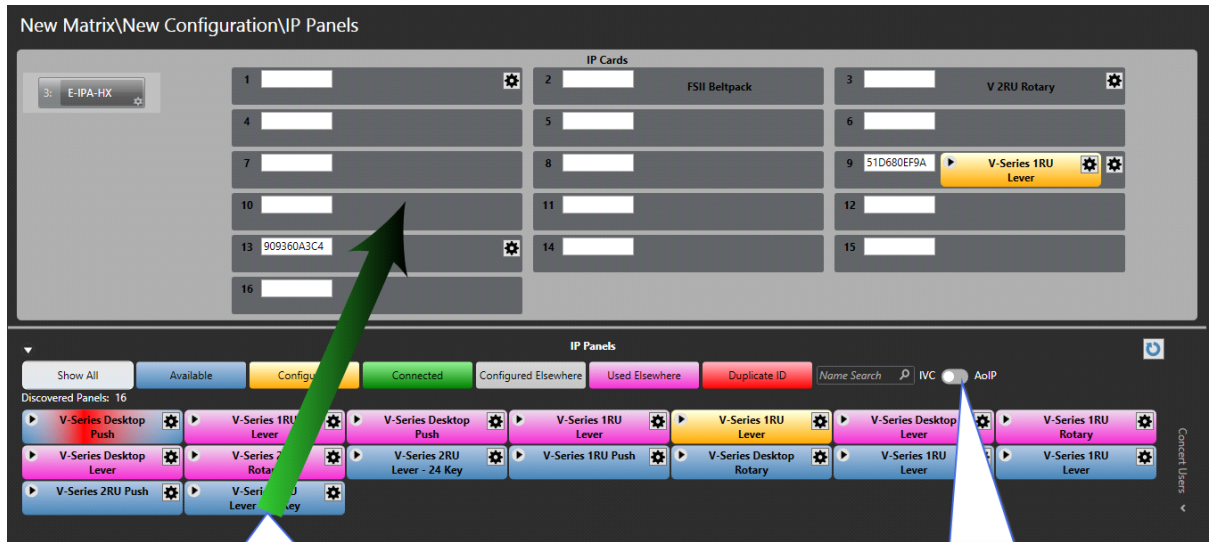 New Matrix\New Configuration\IP Panels
IP Cards
3: E-IPA-HX
1
2 FSII Beltpack
3 V 2RU Rotary
4
5
6
7
8
9 51D680EF9A V-Series 1RU
Lever
10
11
12
13 909360A3C4
14
15
16
IP Panels
Show All Available Connected Configured Elsewhere Used Elsewhere Duplicate ID Name Search IVC AoIP
Discovered Panels: 16
V-Series Desktop
Push
V-Series 1RU
Lever
V-Series Desktop
Push
V-Series 1RU
Lever
V-Series 1RU
Lever
V-Series Desktop
Lever
V-Series 1RU
Rotary
V-Series Desktop
Lever
V-Series
V-Series 2RU
Lever - 24 Key
V-Series 1RU Push
V-Series Desktop
Rotary
V-Series 1RU
Lever
V-Series 1RU
Lever
V-Series 2RU Push
Lever
Concert Users